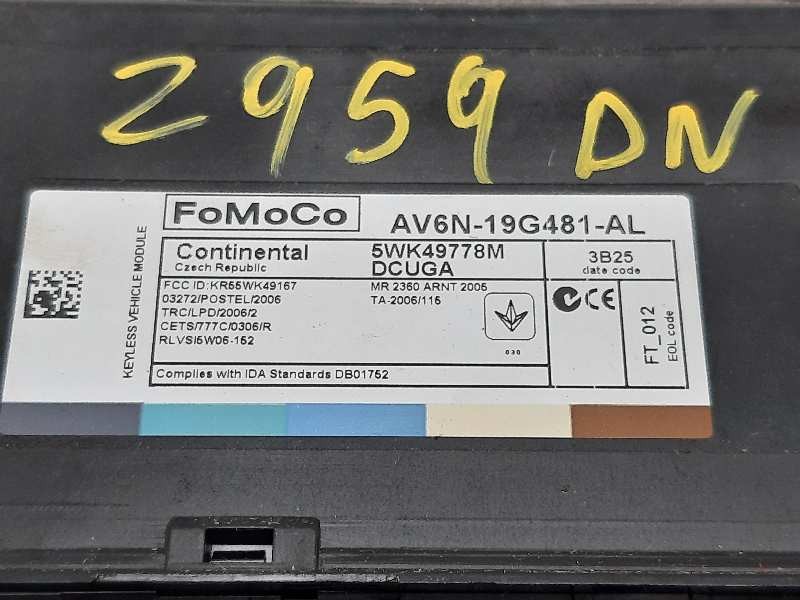 2959 DN
FoMoCo
AV6N-19G481-AL
KEYLESS VEHICLE MODULE
Continental
Czech Republic
5WK49778M
DCUGA
3B25
date code
FCC ID: KR55WK49167
03272/POSTEL/2006
TRC/LPD/2006/2
CETS/777C/0306/R
RLVSI5W06-152
MR 2360 ARNT 2005
TA-2006/115
030
CE
FT_012
EOL code
Complies with IDA Standards DB01752